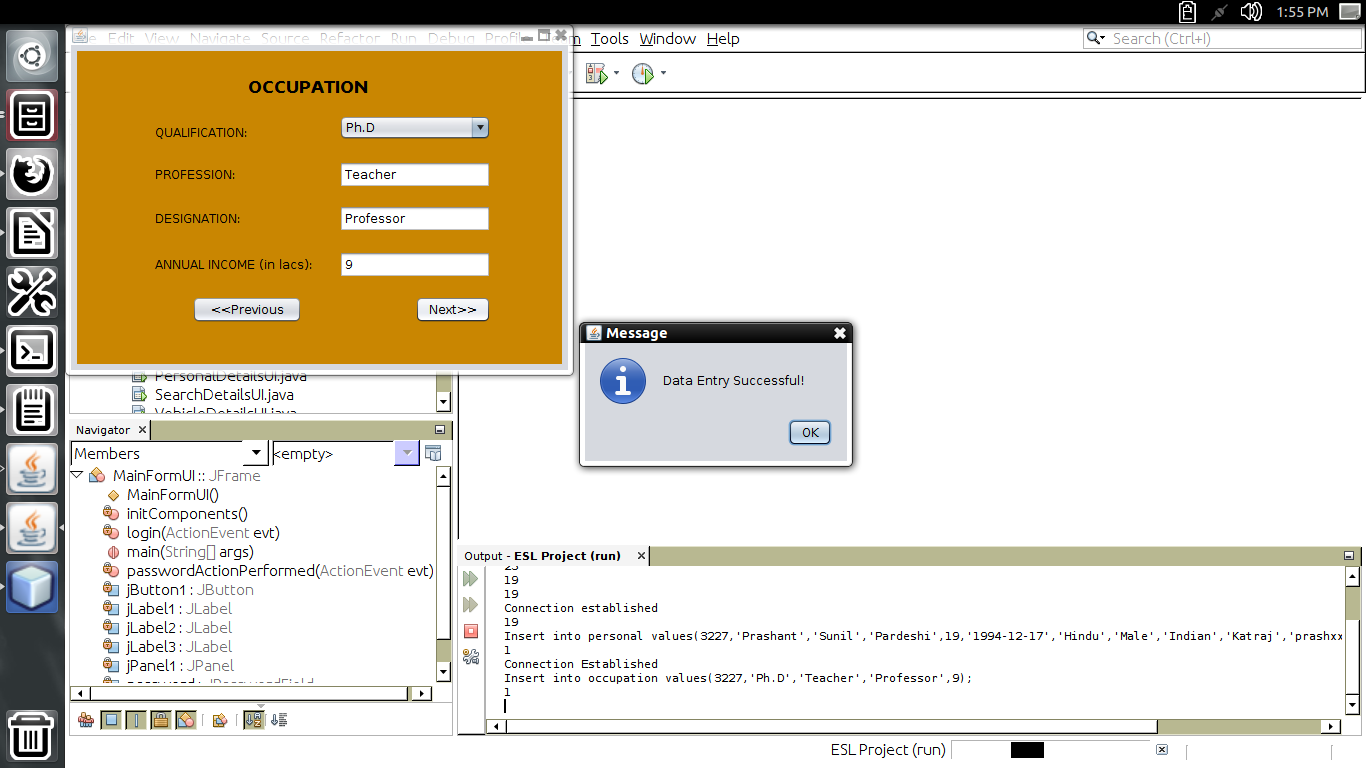 1:55 PM
Edit View Navigate Source Refactor Run Debug
Tools Window Help
Search (Ctrl+I)
OCCUPATION
QUALIFICATION:
Ph.D
PROFESSION:
Teacher
DESIGNATION:
Professor
ANNUAL INCOME (in lacs):
9
<<Previous
Next>>
Message
Data Entry Successful!
OK
PersonalDetailsUI.java
SearchDetailsUI.java
VehicleDetailsUI.java
Navigator
Members
<empty>
MainFormUI :: JFrame
MainFormUI()
initComponents()
login(ActionEvent evt)
main(String[] args)
passwordActionPerformed(ActionEvent evt)
jButton1 : JButton
jLabel1 : JLabel
jLabel2 : JLabel
jLabel3 : JLabel
jPanel1 : JPanel
password : JPasswordField
Output - ESL Project (run)
19
19
Connection established
19
Insert into personal values(3227,'Prashant','Sunil','Pardeshi',19,'1994-12-17','Hindu','Male','Indian','Katraj','prashxx
1
Connection Established
Insert into occupation values(3227,'Ph.D','Teacher','Professor',9);
1
ESL Project (run)